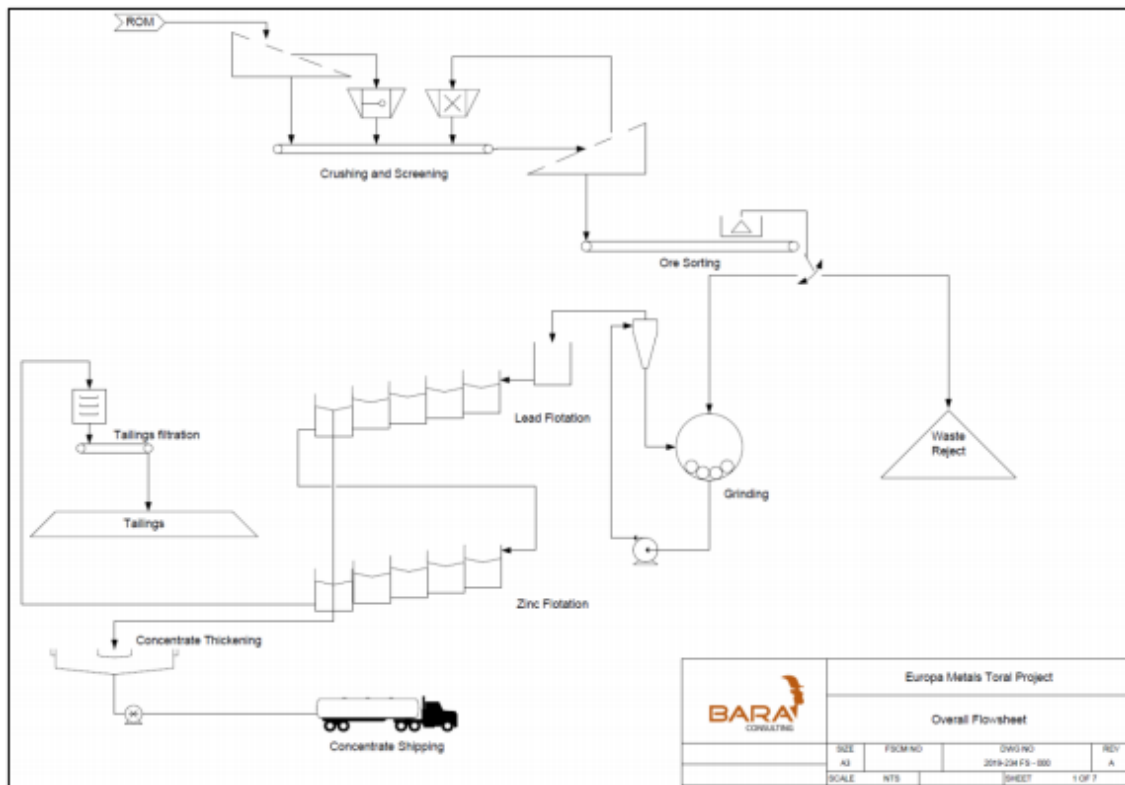 ROM
Crushing and Screening
Ore Sorting
Lead Flotation
Tailings filtration
Waste
Reject
Grinding
Tailings
Zinc Flotation
Concentrate Thickening
Concentrate Shipping
BARA
CONSULTING
Europa Metals Toral Project
Overall Flowsheet
SIZE FSCM NO DWG NO REV
A3 2019-234 FS - 000 A
SCALE NTS SHEET 1 OF 7